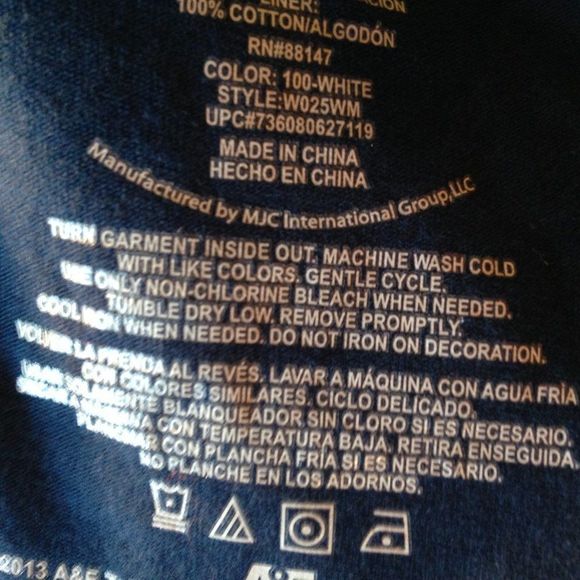 LINER:
100% COTTON/ALGODÓN
RN#88147
COLOR: 100-WHITE
STYLE:W025WM
UPC#736080627119
MADE IN CHINA
HECHO EN CHINA
Manufactured by MJC International Group,LLC
TURN GARMENT INSIDE OUT. MACHINE WASH COLD
WITH LIKE COLORS. GENTLE CYCLE.
USE ONLY NON-CHLORINE BLEACH WHEN NEEDED.
TUMBLE DRY LOW. REMOVE PROMPTLY.
COOL IRON WHEN NEEDED. DO NOT IRON ON DECORATION.
VOLVER LA PRENDA AL REVÉS. LAVAR A MÁQUINA CON AGUA FRÍA
CON COLORES SIMILARES. CICLO DELICADO.
BLANQUEADOR SIN CLORO SI ES NECESARIO.
CON TEMPERATURA BAJA. RETIRA ENSEGUIDA.
PLANCHAR CON PLANCHA FRÍA SI ES NECESARIO.
NO PLANCHE EN LOS ADORNOS.
2013 A&E
A&E